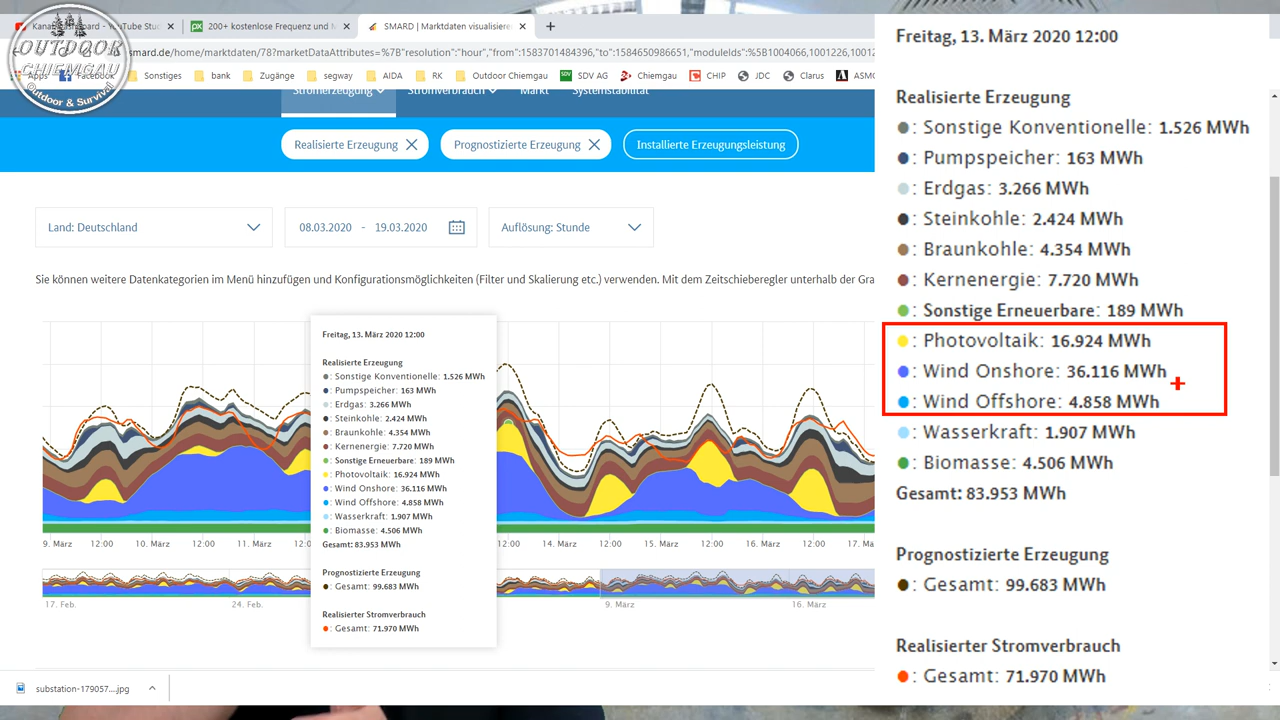 Kanal-Dashboard - YouTube Stu
200+ kostenlose Frequenz und
SMARD | Marktdaten visualisiere
OUTDOOR
CHIEMGAU
Outdoor & Survival
smard.de/home/marktdaten/78?marketDataAttributes=%7B"resolution":"hour","from":1583701484396,"to":1584650986651,"moduleIds":%5B1004066,1001226,1001
Apps
Facebook
Sonstiges
bank
Zugänge
segway
AIDA
RK
Outdoor Chiemgau
SDV AG
Chiemgau
CHIP
JDC
Clarus
ASMO
Stromerzeugung
Stromverbrauch
Markt
Systemstabilität
Realisierte Erzeugung
Prognostizierte Erzeugung
Installierte Erzeugungsleistung
Land: Deutschland
08.03.2020 - 19.03.2020
Auflösung: Stunde
Sie können weitere Datenkategorien im Menü hinzufügen und Konfigurationsmöglichkeiten (Filter und Skalierung etc.) verwenden. Mit dem Zeitschieberegler unterhalb der Gra
Freitag, 13. März 2020 12:00
Realisierte Erzeugung
: Sonstige Konventionelle: 1.526 MWh
: Pumpspeicher: 163 MWh
: Erdgas: 3.266 MWh
: Steinkohle: 2.424 MWh
: Braunkohle: 4.354 MWh
: Kernenergie: 7.720 MWh
: Sonstige Erneuerbare: 189 MWh
: Photovoltaik: 16.924 MWh
: Wind Onshore: 36.116 MWh
: Wind Offshore: 4.858 MWh
: Wasserkraft: 1.907 MWh
: Biomasse: 4.506 MWh
Gesamt: 83.953 MWh
Prognostizierte Erzeugung
: Gesamt: 99.683 MWh
Realisierter Stromverbrauch
: Gesamt: 71.970 MWh
9. März 12:00 10. März 12:00 11. März 12:00 12:00 14. März 12:00 15. März 12:00 16. März 12:00 17. Mä
17. Feb. 24. Feb. 9. März 16. März
substation-179057....jpg
Freitag, 13. März 2020 12:00
Realisierte Erzeugung
: Sonstige Konventionelle: 1.526 MWh
: Pumpspeicher: 163 MWh
: Erdgas: 3.266 MWh
: Steinkohle: 2.424 MWh
: Braunkohle: 4.354 MWh
: Kernenergie: 7.720 MWh
: Sonstige Erneuerbare: 189 MWh
: Photovoltaik: 16.924 MWh
: Wind Onshore: 36.116 MWh
: Wind Offshore: 4.858 MWh
: Wasserkraft: 1.907 MWh
: Biomasse: 4.506 MWh
Gesamt: 83.953 MWh
Prognostizierte Erzeugung
: Gesamt: 99.683 MWh
Realisierter Stromverbrauch
: Gesamt: 71.970 MWh